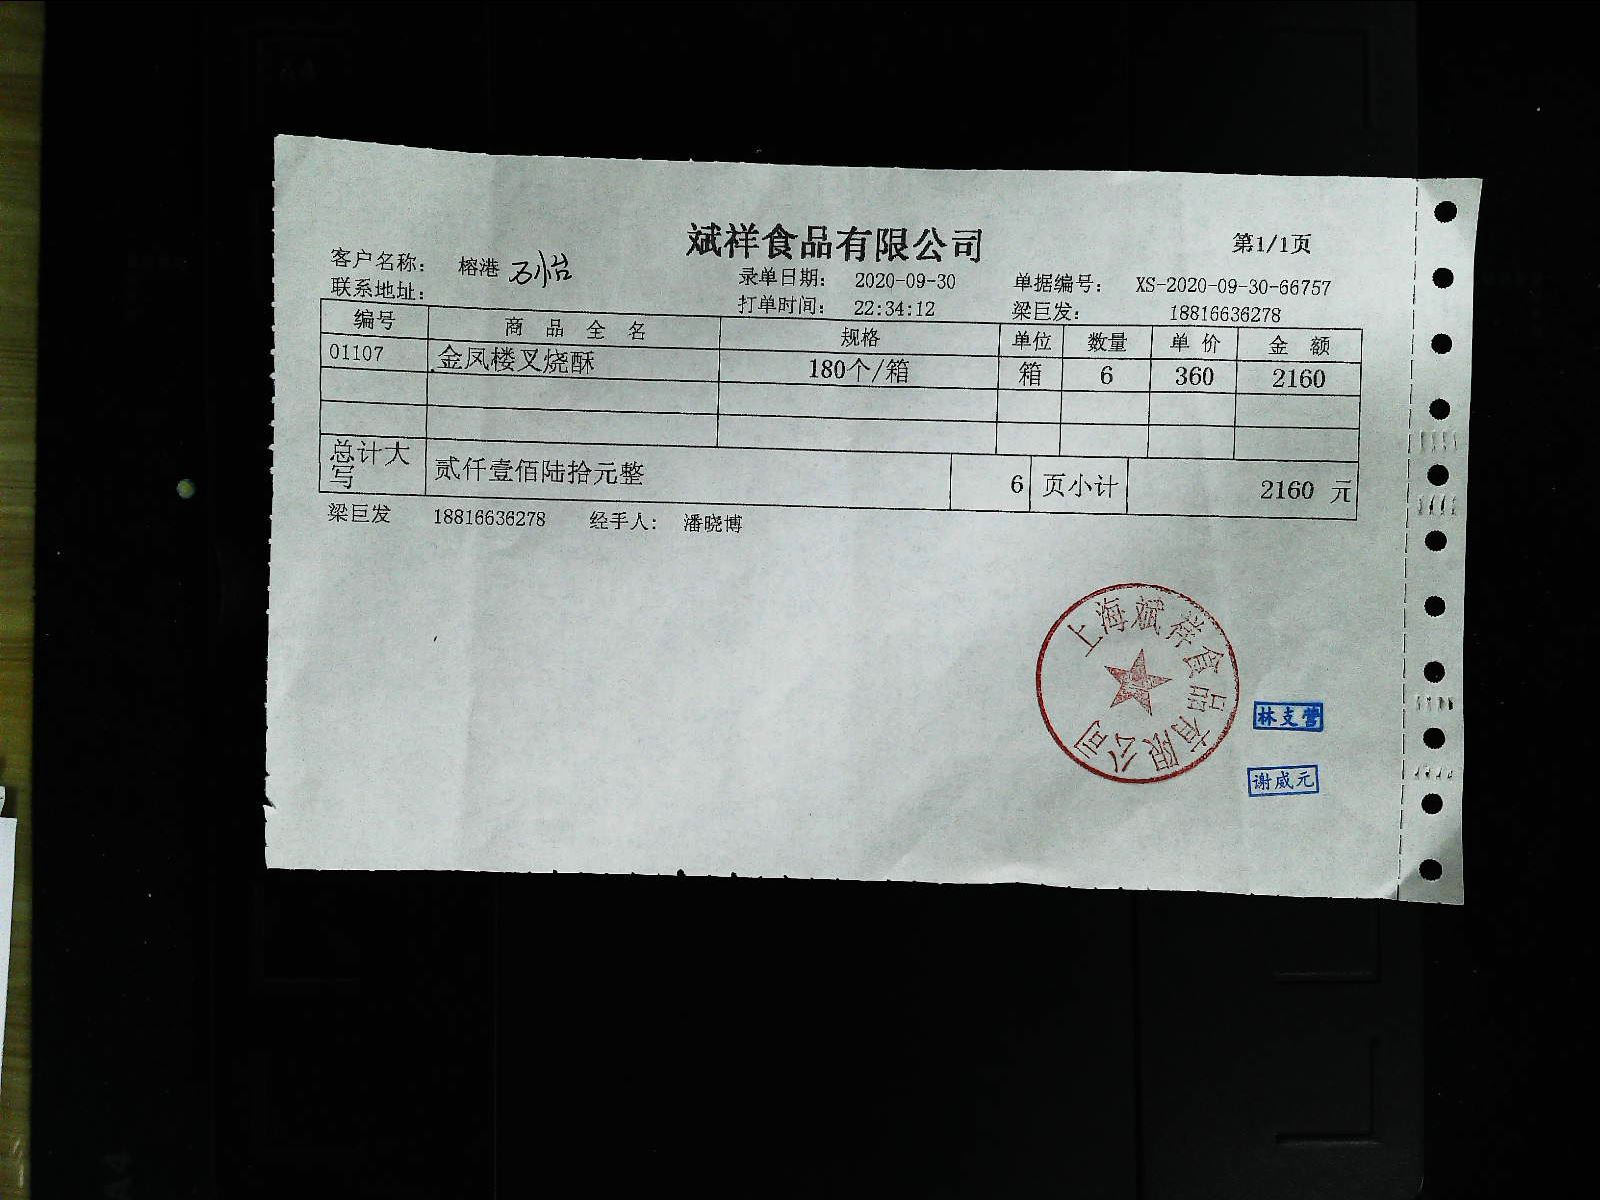 斌祥食品有限公司
第1/1页
客户名称： 榕港 石怡 录单日期： 2020-09-30 单据编号： XS-2020-09-30-66757
联系地址： 打单时间： 22:34:12 梁巨发： 18816636278
编号 商 品 全 名 规格 单位 数量 单 价 金 额
01107 金凤楼叉烧酥 180个/箱 箱 6 360 2160
总计大写 贰仟壹佰陆拾元整 6 页小计 2160 元
梁巨发 18816636278 经手人： 潘晓博
上海斌祥食品有限公司
林支营
谢威元